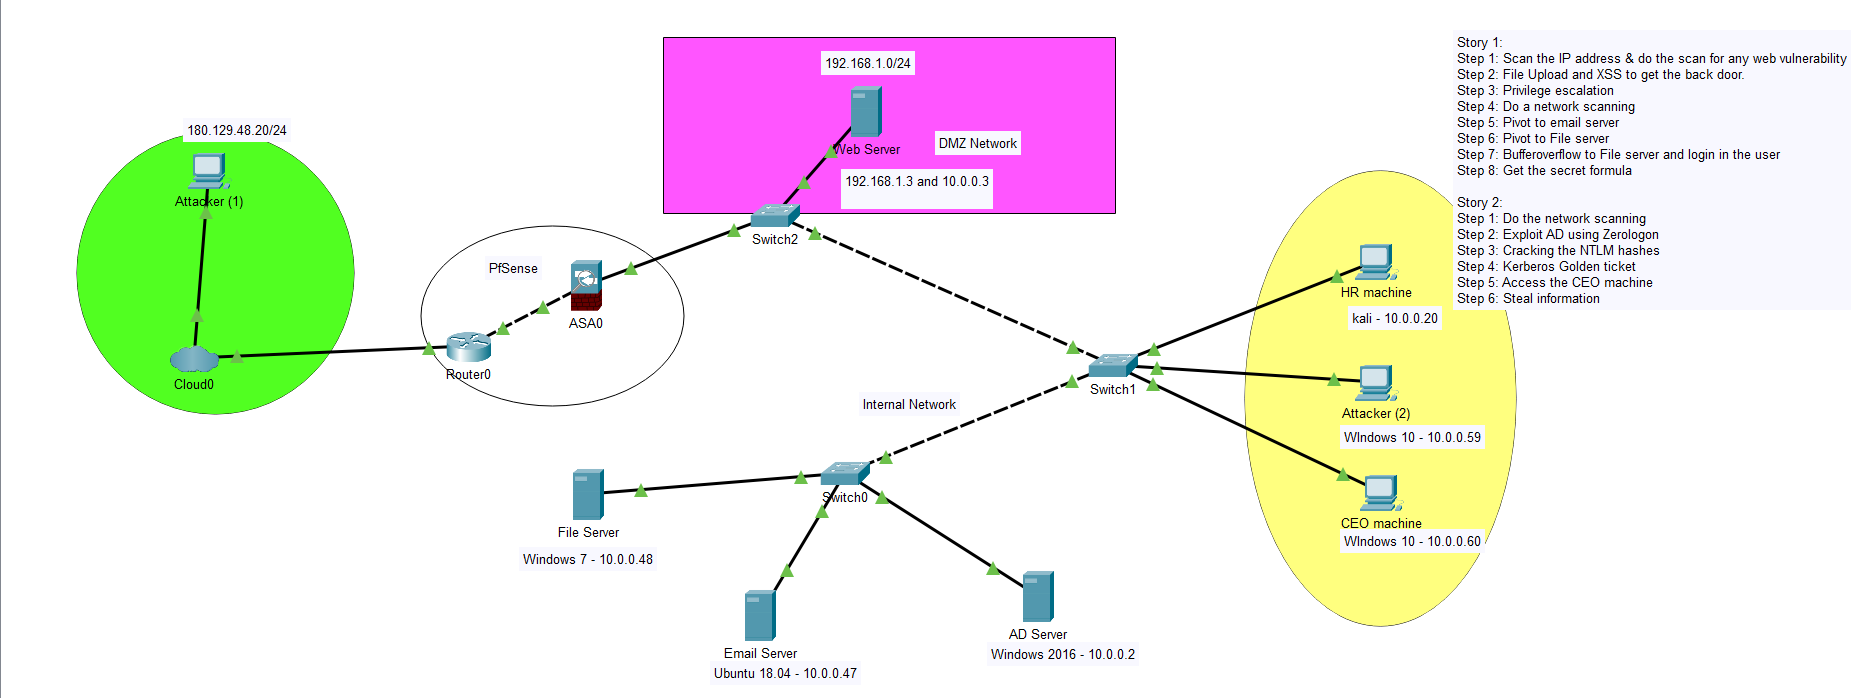 180.129.48.20/24
Attacker (1)
Cloud0
PfSense
ASA0
Router0
192.168.1.0/24
Web Server
DMZ Network
192.168.1.3 and 10.0.0.3
Switch2
Internal Network
Switch1
Switch0
File Server
Windows 7 - 10.0.0.48
Email Server
Ubuntu 18.04 - 10.0.0.47
AD Server
Windows 2016 - 10.0.0.2
HR machine
kali - 10.0.0.20
Attacker (2)
WIndows 10 - 10.0.0.59
CEO machine
WIndows 10 - 10.0.0.60
Story 1:
Step 1: Scan the IP address & do the scan for any web vulnerability
Step 2: File Upload and XSS to get the back door.
Step 3: Privilege escalation
Step 4: Do a network scanning
Step 5: Pivot to email server
Step 6: Pivot to File server
Step 7: Bufferoverflow to File server and login in the user
Step 8: Get the secret formula
Story 2:
Step 1: Do the network scanning
Step 2: Exploit AD using Zerologon
Step 3: Cracking the NTLM hashes
Step 4: Kerberos Golden ticket
Step 5: Access the CEO machine
Step 6: Steal information